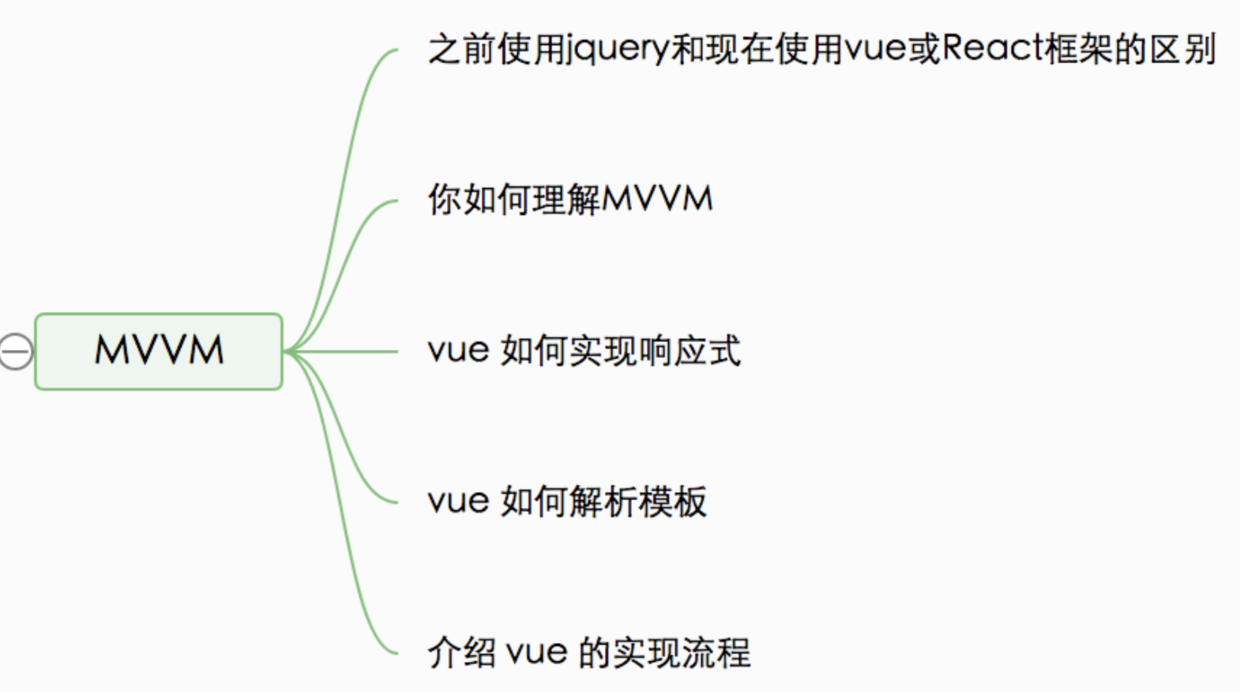 之前使用jquery和现在使用vue或React框架的区别
你如何理解MVVM
MVVM
vue 如何实现响应式
vue 如何解析模板
介绍 vue 的实现流程